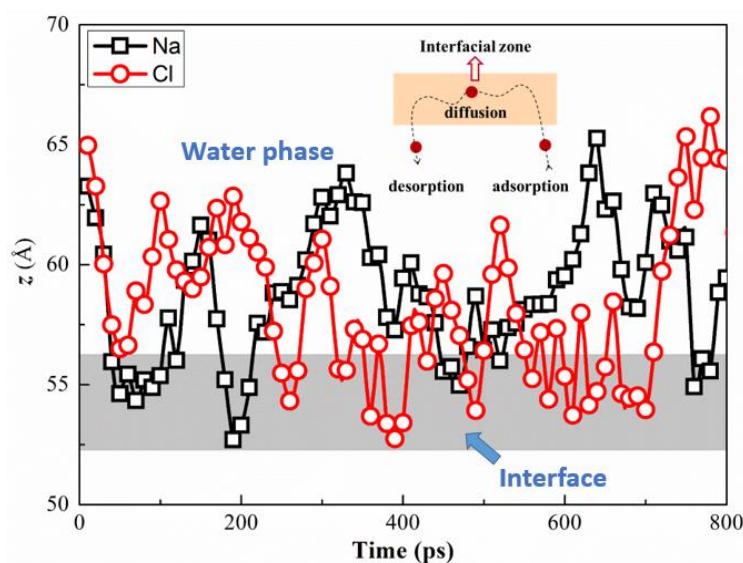 70
65
60
55
50
z (Å)
Na
Cl
Interfacial zone
diffusion
desorption
adsorption
Water phase
Interface
0
200
400
600
800
Time (ps)